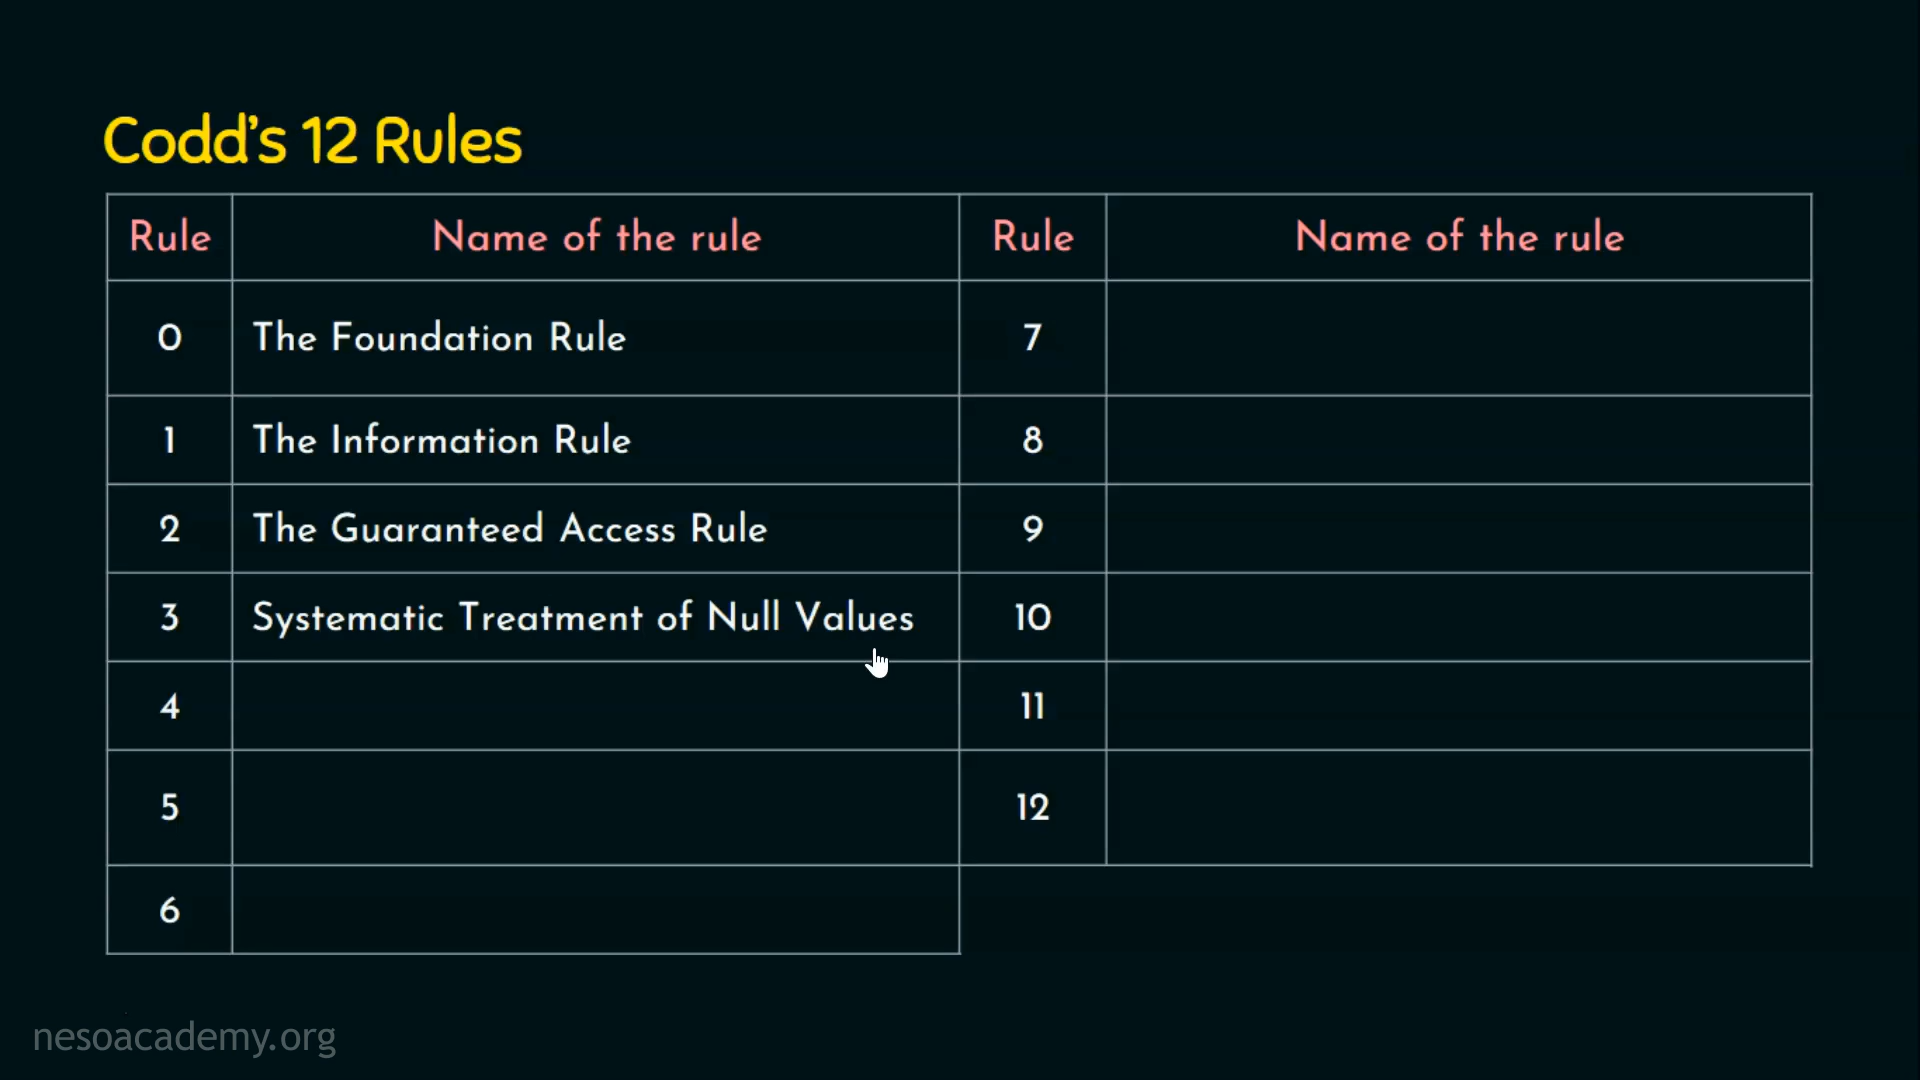 Codd's 12 Rules
Rule Name of the rule Rule Name of the rule
0 The Foundation Rule 7
1 The Information Rule 8
2 The Guaranteed Access Rule 9
3 Systematic Treatment of Null Values 10
4 11
5 12
6
nesoacademy.org